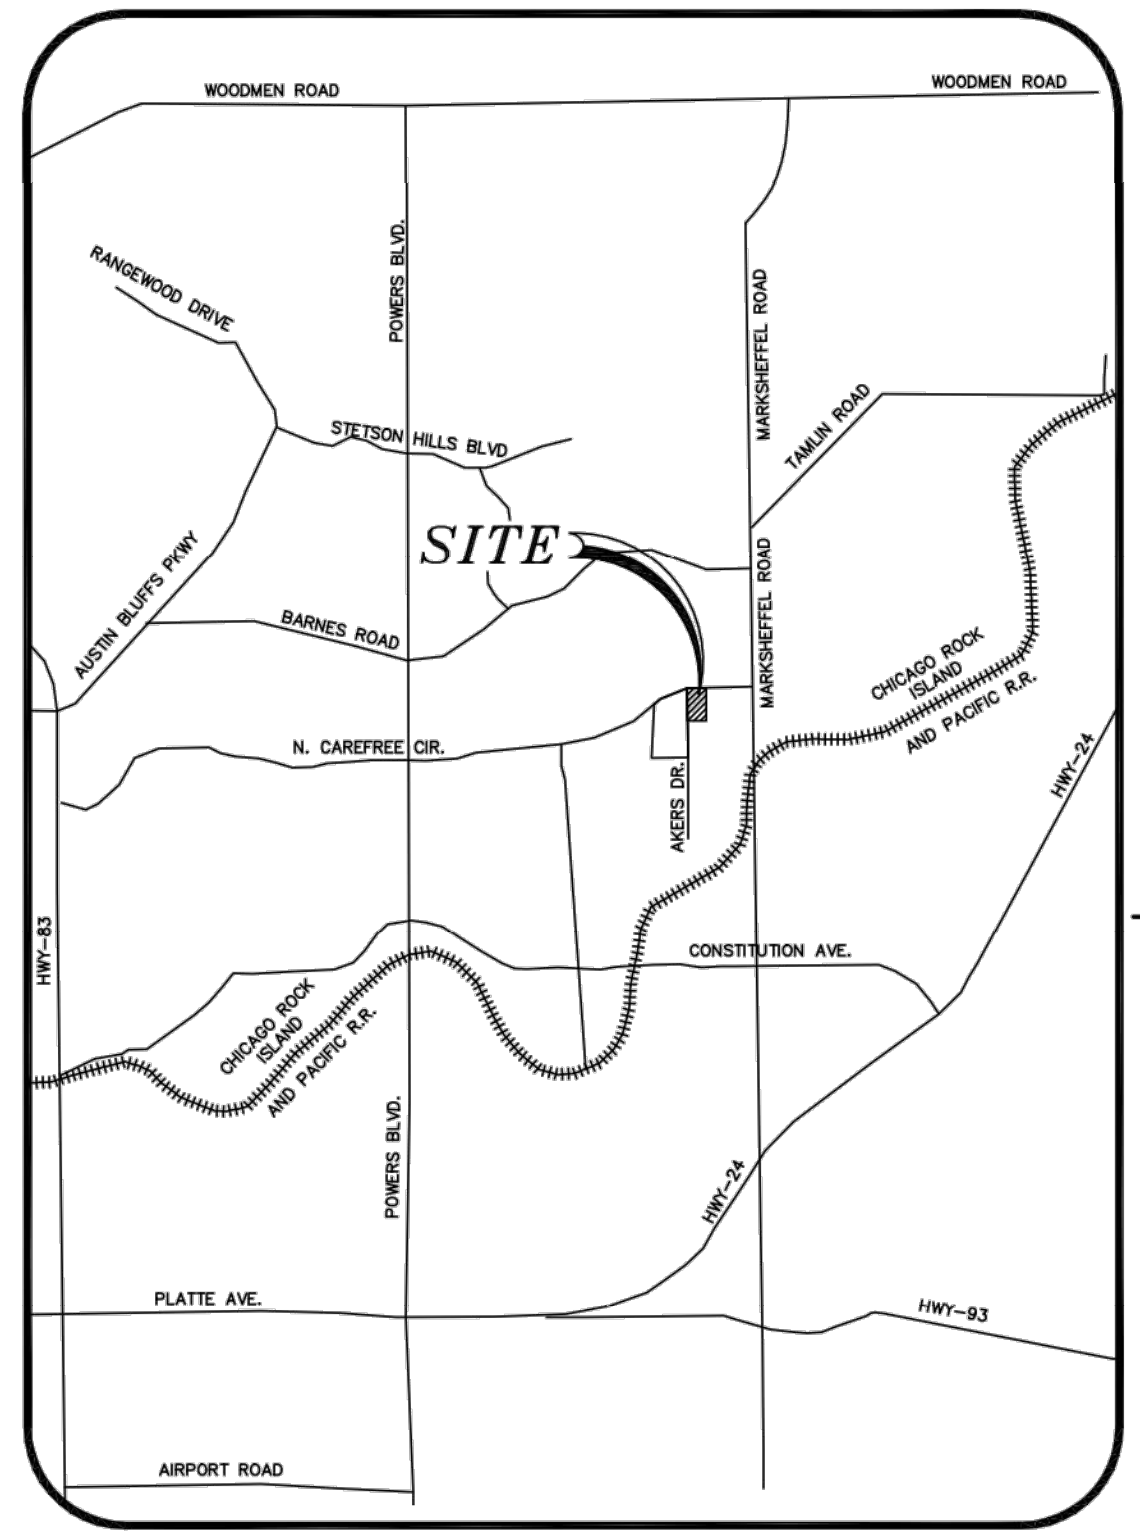 WOODMEN ROAD
WOODMEN ROAD
POWERS BLVD.
RANGEWOOD DRIVE
MARKSHEFFEL ROAD
TAMLIN ROAD
STETSON HILLS BLVD
SITE
AUSTIN BLUFFS PKWY
MARKSHEFFEL ROAD
BARNES ROAD
CHICAGO ROCK
ISLAND
AND PACIFIC R.R.
N. CAREFREE CIR.
HWY-24
AKERS DR.
HWY-83
CONSTITUTION AVE.
CHICAGO ROCK
ISLAND
AND PACIFIC R.R.
POWERS BLVD.
HWY-24
PLATTE AVE.
HWY-93
AIRPORT ROAD